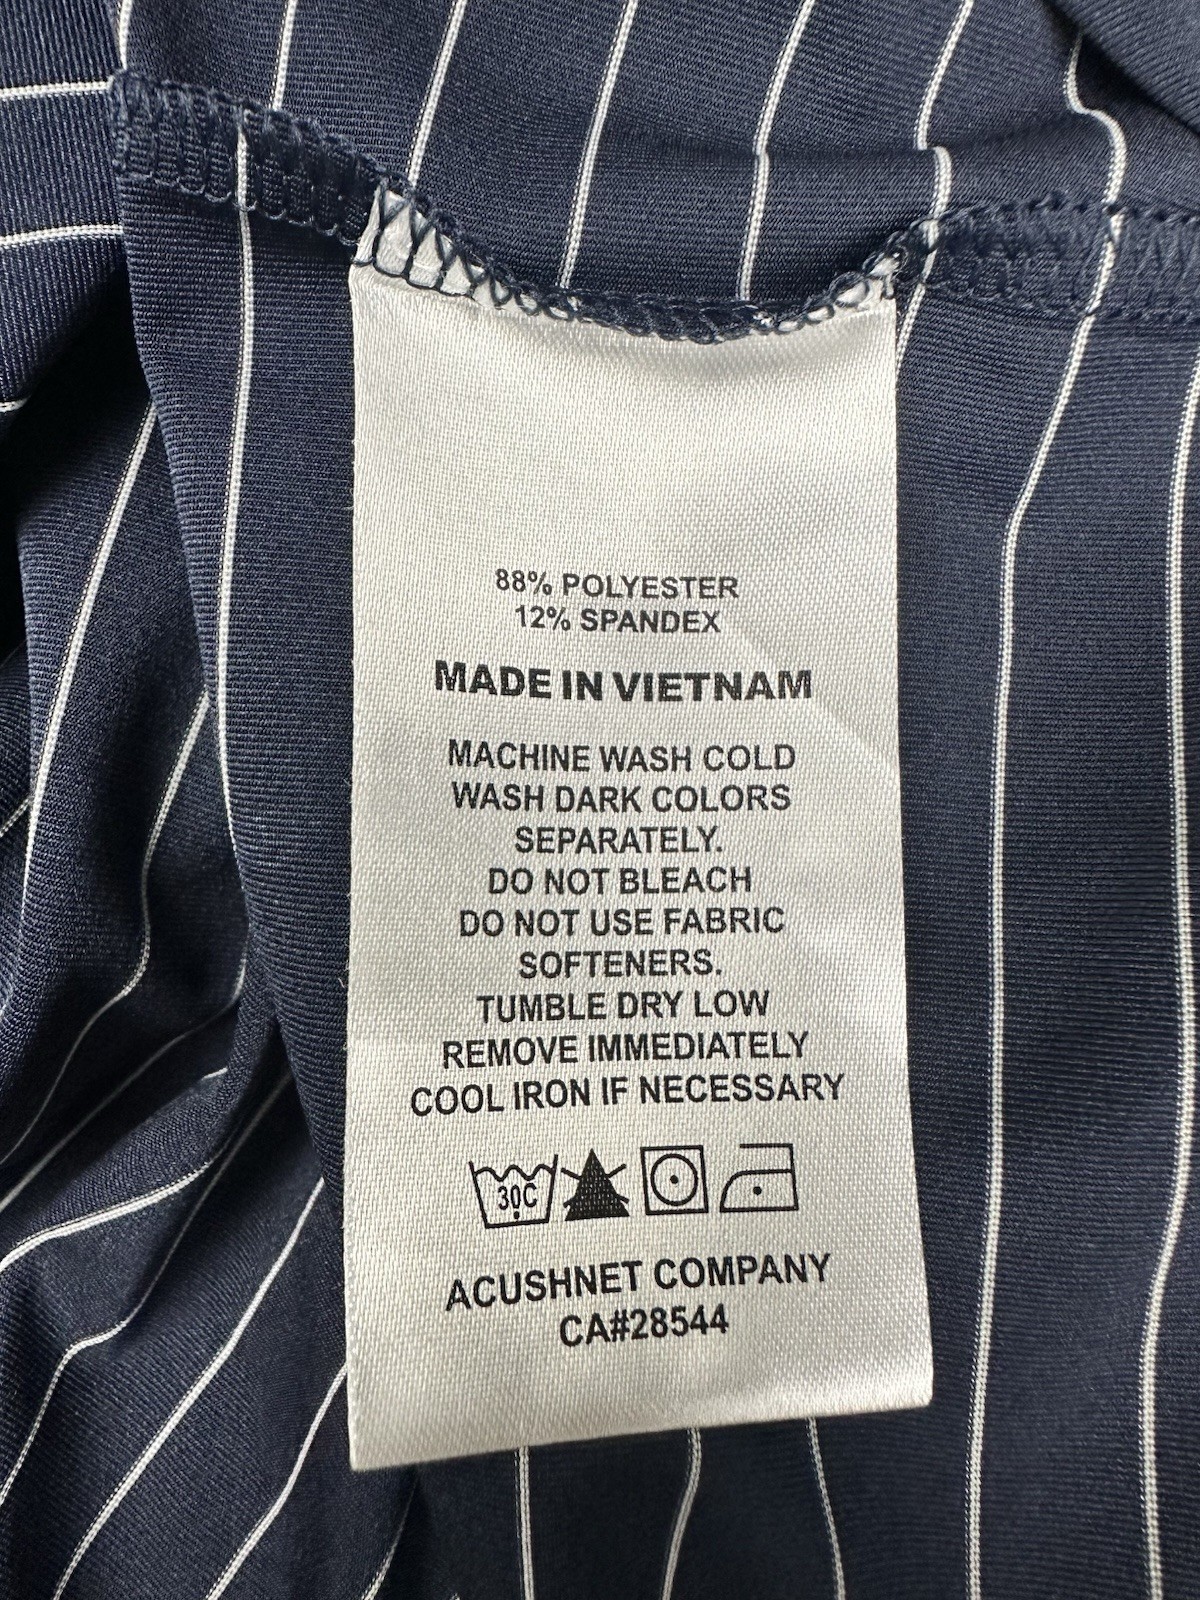 88% POLYESTER
12% SPANDEX
MADE IN VIETNAM
MACHINE WASH COLD
WASH DARK COLORS
SEPARATELY.
DO NOT BLEACH
DO NOT USE FABRIC
SOFTENERS.
TUMBLE DRY LOW
REMOVE IMMEDIATELY
COOL IRON IF NECESSARY
30C
ACUSHNET COMPANY
CA#28544